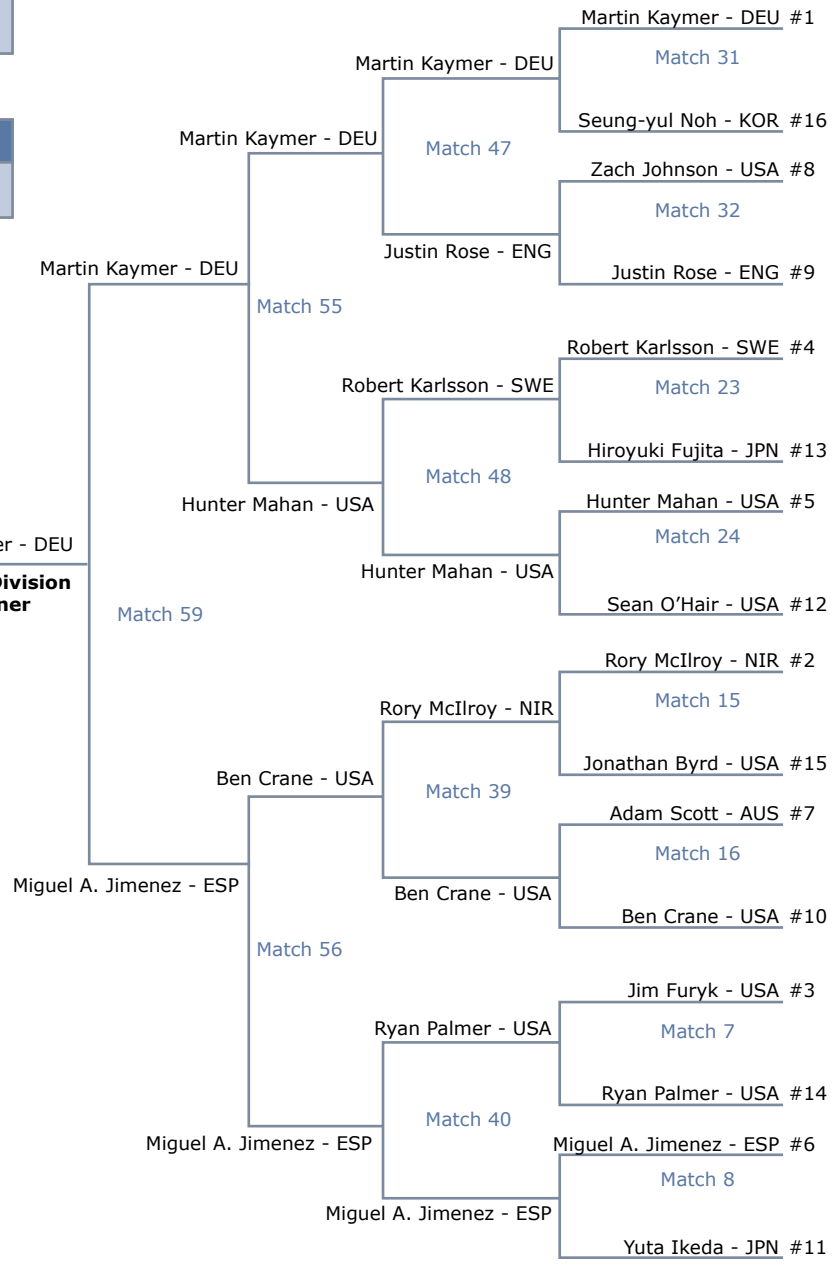 Martin Kaymer - DEU #1
Match 31
Martin Kaymer - DEU
Seung-yul Noh - KOR #16
Martin Kaymer - DEU
Match 47
Zach Johnson - USA #8
Match 32
Justin Rose - ENG
Justin Rose - ENG #9
Martin Kaymer - DEU
Match 55
Robert Karlsson - SWE #4
Match 23
Robert Karlsson - SWE
Hiroyuki Fujita - JPN #13
Match 48
Hunter Mahan - USA
Hunter Mahan - USA #5
Match 24
Hunter Mahan - USA
Sean O'Hair - USA #12
er - DEU
Division
ner
Match 59
Rory McIlroy - NIR #2
Match 15
Rory McIlroy - NIR
Jonathan Byrd - USA #15
Ben Crane - USA
Match 39
Adam Scott - AUS #7
Match 16
Ben Crane - USA
Ben Crane - USA #10
Miguel A. Jimenez - ESP
Match 56
Jim Furyk - USA #3
Match 7
Ryan Palmer - USA
Ryan Palmer - USA #14
Match 40
Miguel A. Jimenez - ESP
Miguel A. Jimenez - ESP #6
Match 8
Miguel A. Jimenez - ESP
Yuta Ikeda - JPN #11